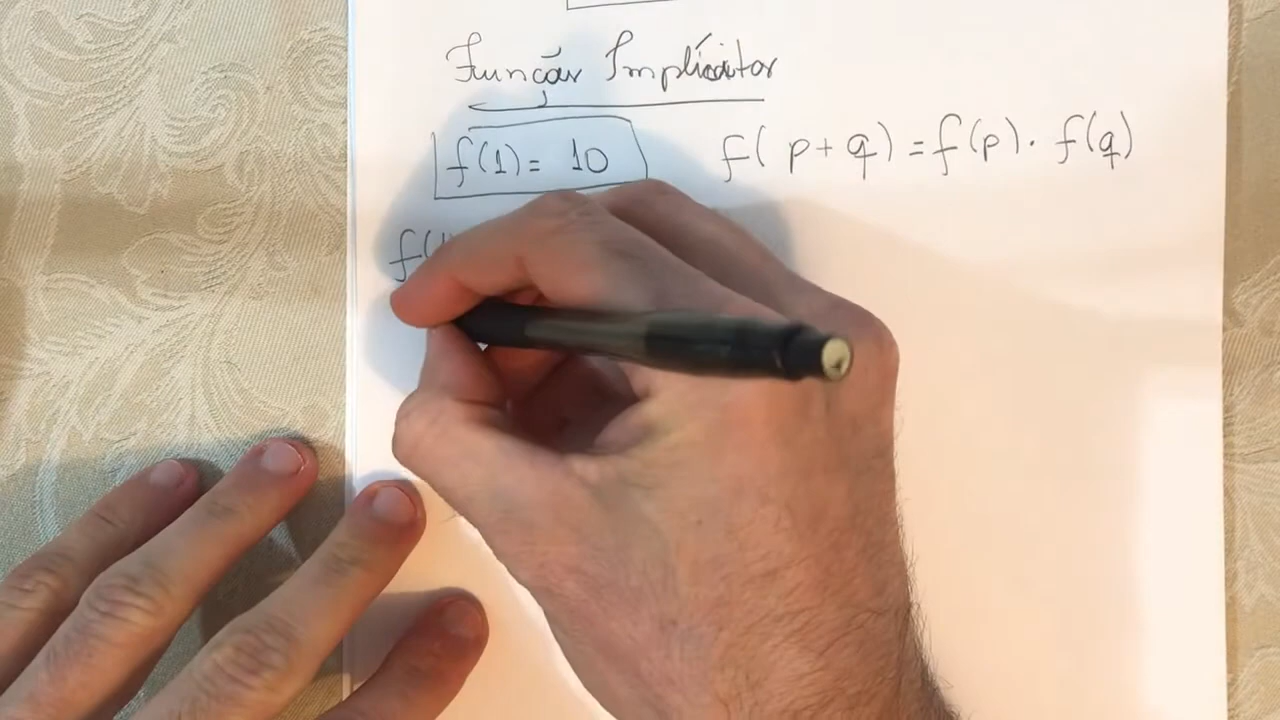 Função Implícita
f(1) = 10
f( p + q ) = f(p) . f(q)
f(